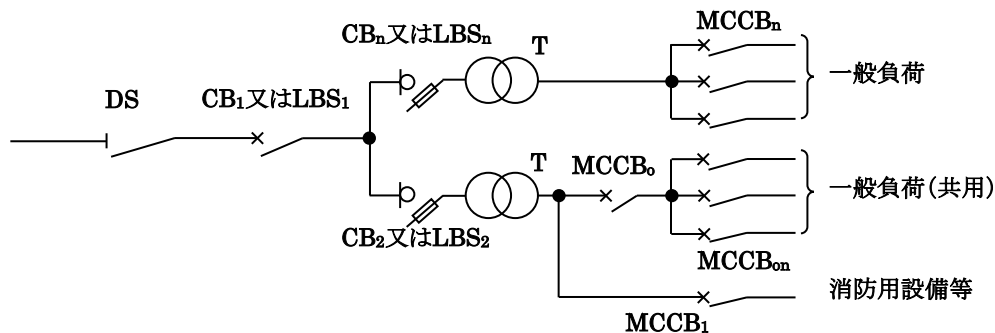 MCCBn
CBn又はLBSn
T
一般負荷
DS
CB1又はLBS1
T
MCCBo
一般負荷(共用)
CB2又はLBS2
MCCBon
消防用設備等
MCCB1